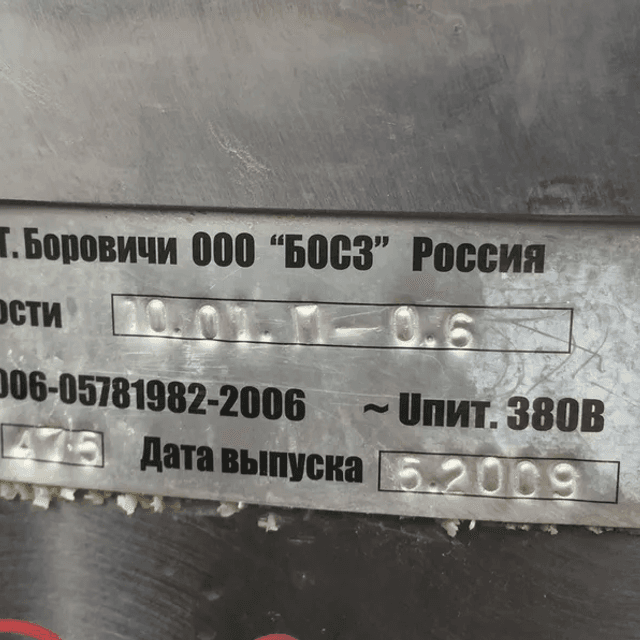 Г. Боровичи ООО "БОСЗ" Россия
ости 10.01.П-0.6
006-05781982-2006 ~ Uпит. 380В
475 Дата выпуска 5.2009